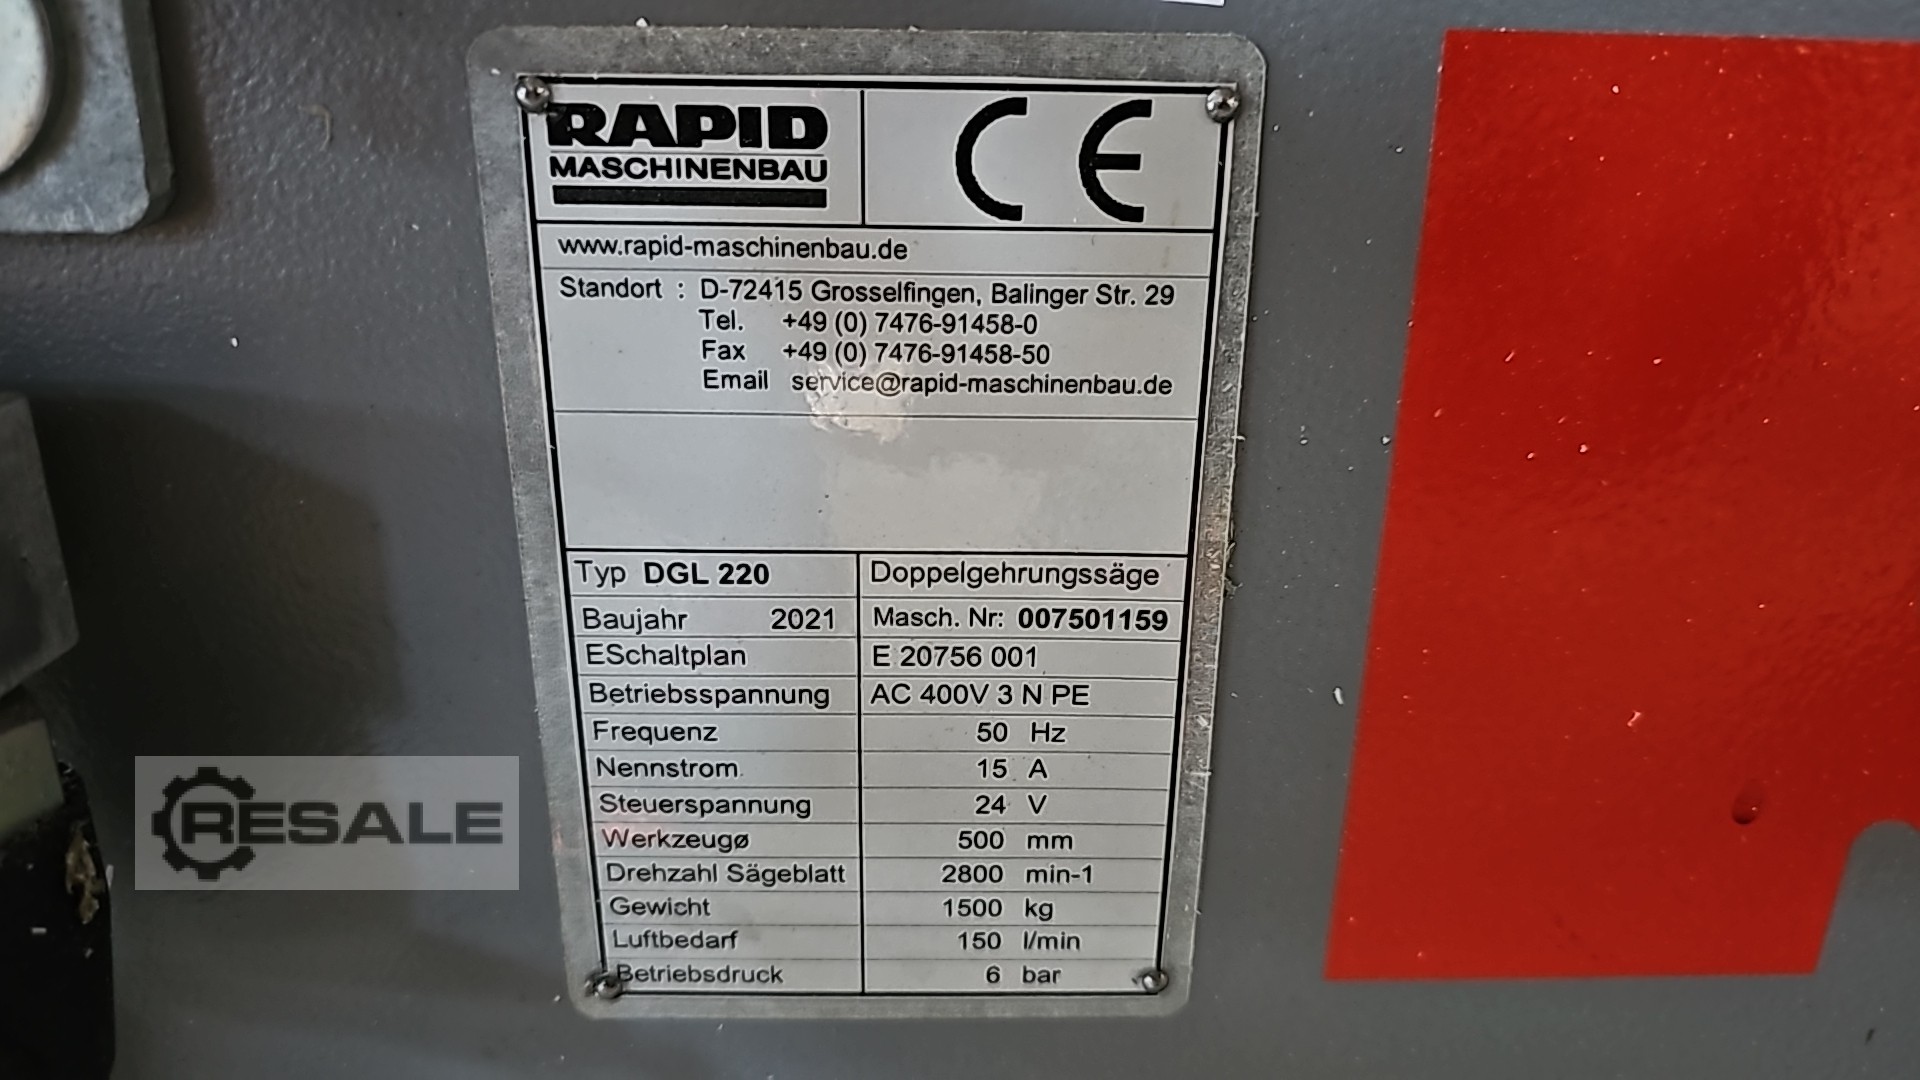 RAPID
MASCHINENBAU
CE
www.rapid-maschinenbau.de
Standort : D-72415 Grosselfingen, Balinger Str. 29
Tel. +49 (0) 7476-91458-0
Fax +49 (0) 7476-91458-50
Email service@rapid-maschinenbau.de
Typ DGL 220 Doppelgehrungssäge
Baujahr 2021 Masch. Nr: 007501159
ESchaltplan E 20756 001
Betriebsspannung AC 400V 3 N PE
Frequenz 50 Hz
Nennstrom 15 A
Steuerspannung 24 V
Werkzeugø 500 mm
Drehzahl Sägeblatt 2800 min-1
Gewicht 1500 kg
Luftbedarf 150 l/min
Betriebsdruck 6 bar
RESALE